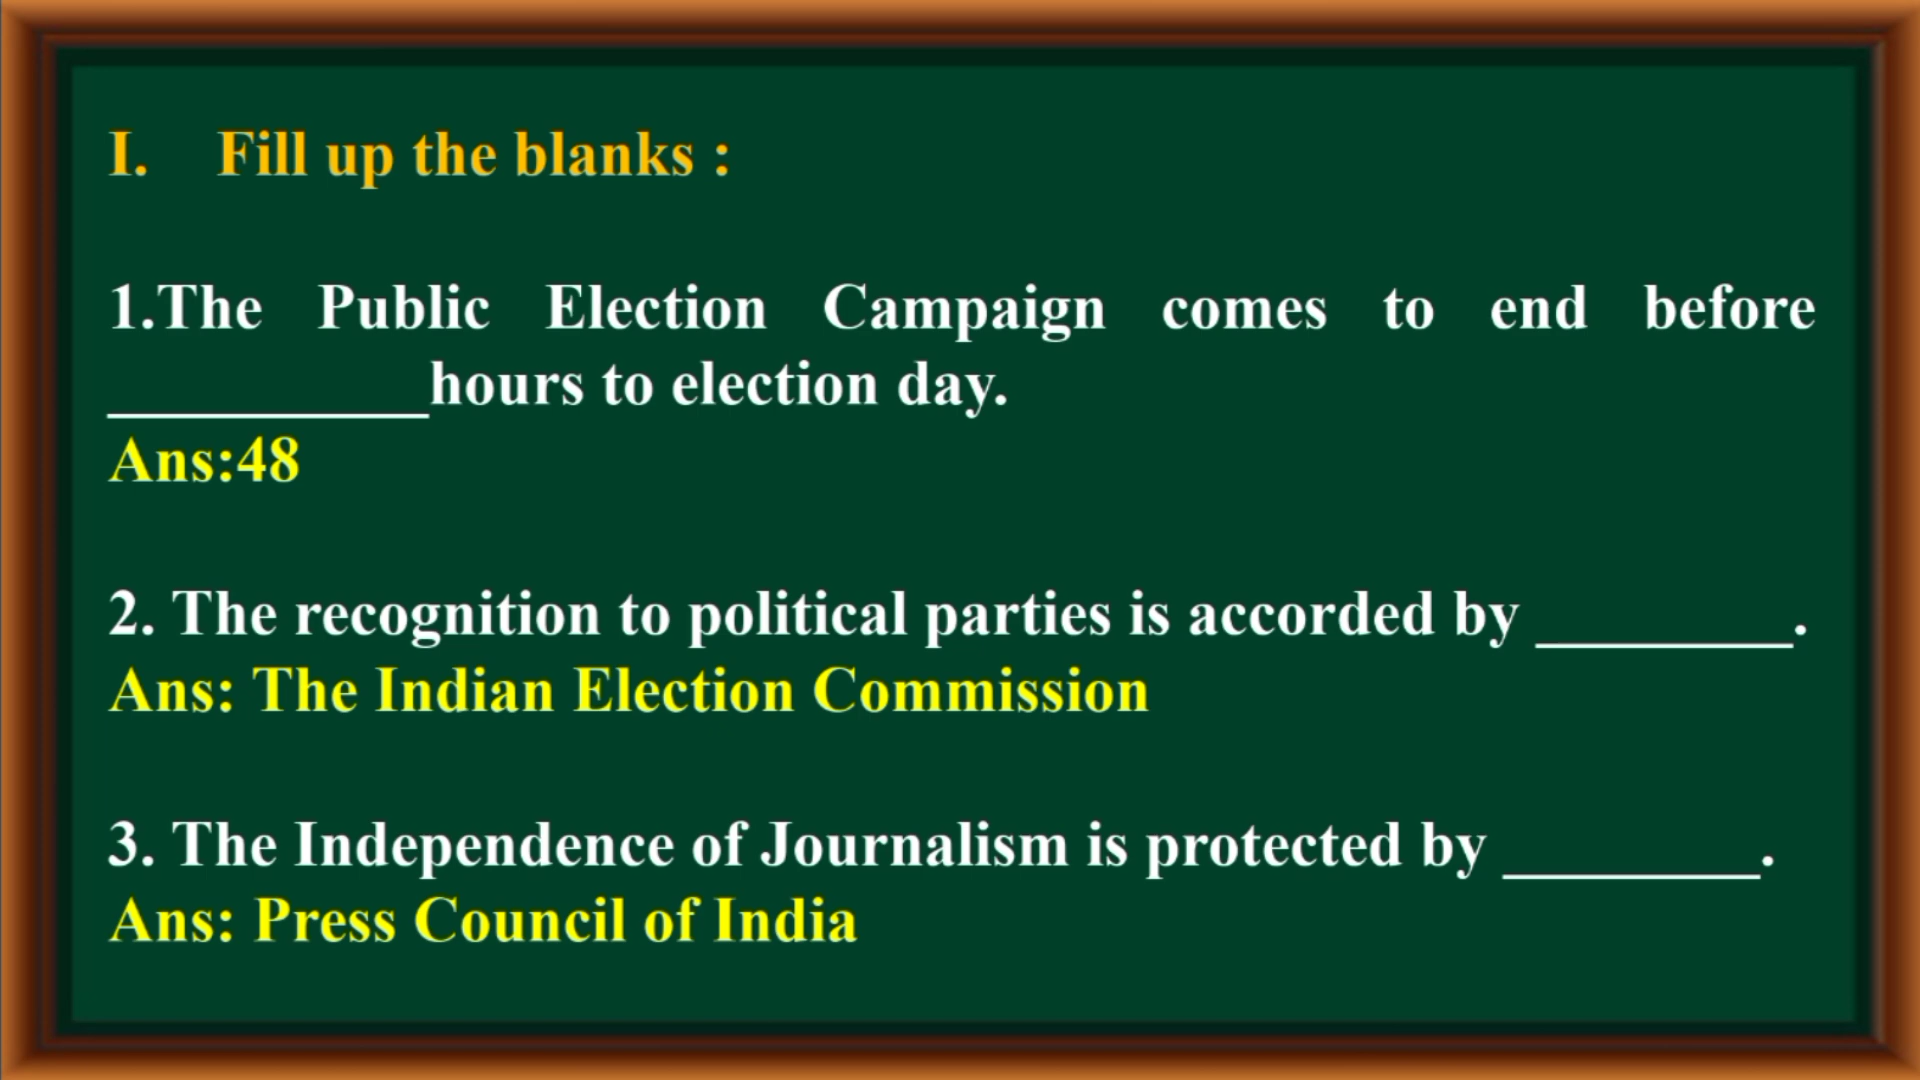 I. Fill up the blanks :
1.The Public Election Campaign comes to end before
__________hours to election day.
Ans:48
2. The recognition to political parties is accorded by ________.
Ans: The Indian Election Commission
3. The Independence of Journalism is protected by ________.
Ans: Press Council of India